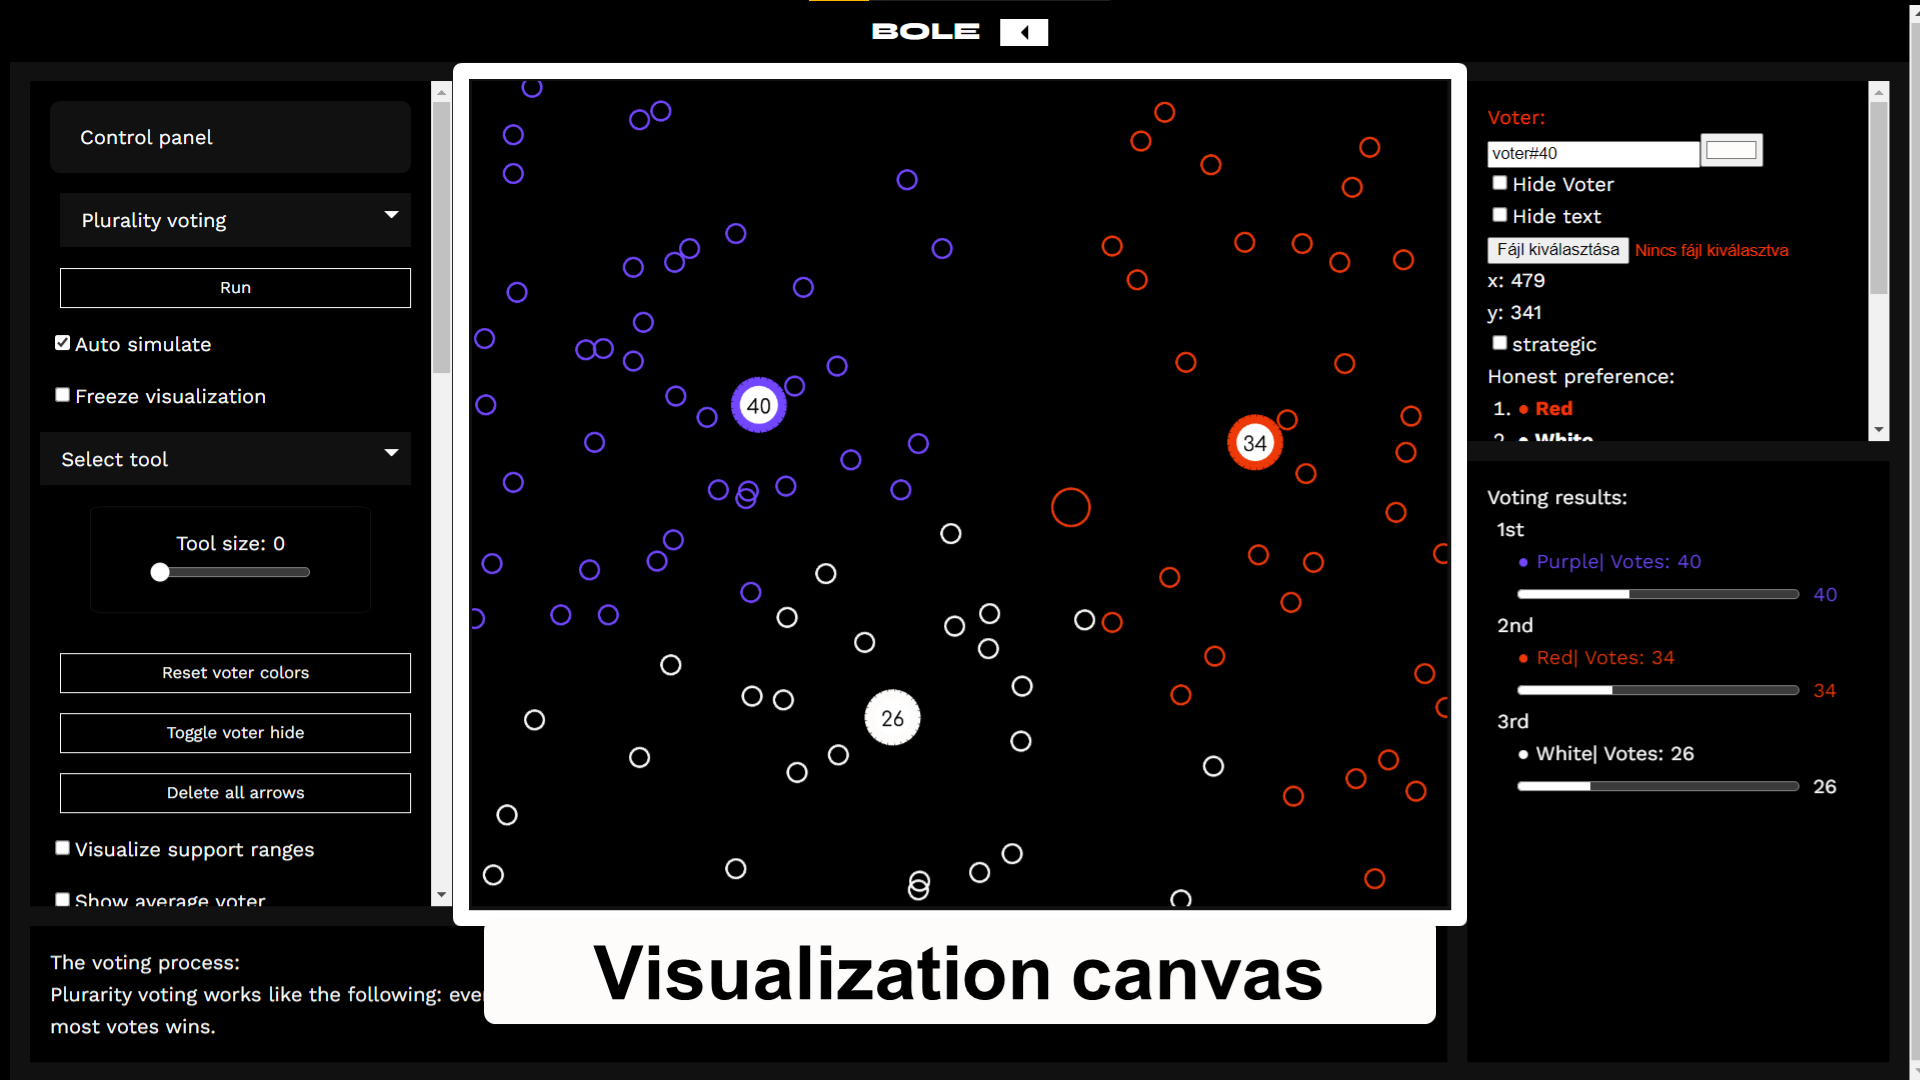 BOLE
Control panel
Plurality voting
Run
Auto simulate
Freeze visualization
Select tool
Tool size: 0
Reset voter colors
Toggle voter hide
Delete all arrows
Visualize support ranges
Show average voter
40
34
26
Voter:
voter#40
Hide Voter
Hide text
Fájl kiválasztása Nincs fájl kiválasztva
x: 479
y: 341
strategic
Honest preference:
1. ● Red
2. ● White
Voting results:
1st
● Purple| Votes: 40
40
2nd
● Red| Votes: 34
34
3rd
● White| Votes: 26
26
The voting process:
Plurarity voting works like the following: eve
most votes wins.
Visualization canvas